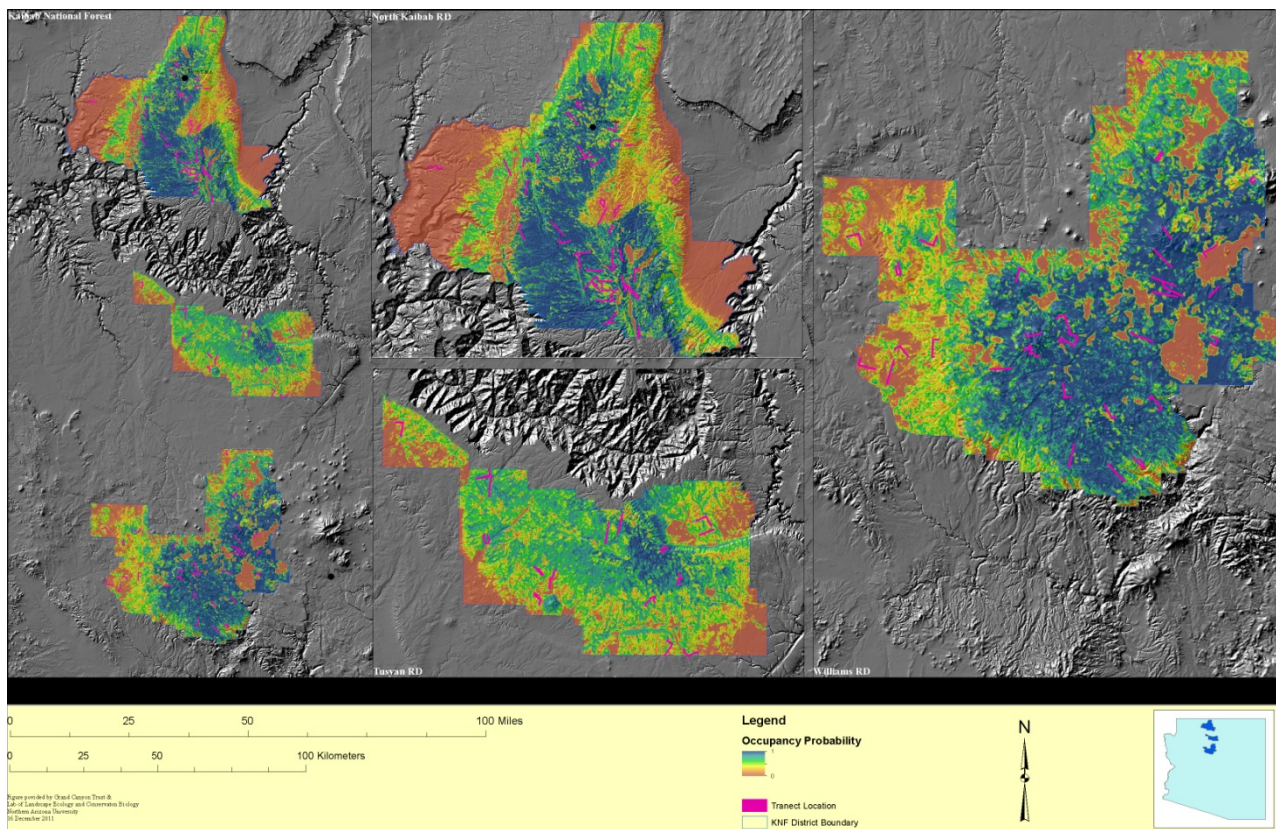 Kaibab National Forest
North Kaibab RD
Tusyan RD
Williams RD
0 25 50 100 Miles
0 25 50 100 Kilometers
Figure provided by Grand Canyon Trust &
Lab of Landscape Ecology and Conservation Biology
Northern Arizona University
16 December 2011
Legend
Occupancy Probability
1
0
Tranect Location
KNF District Boundary
N